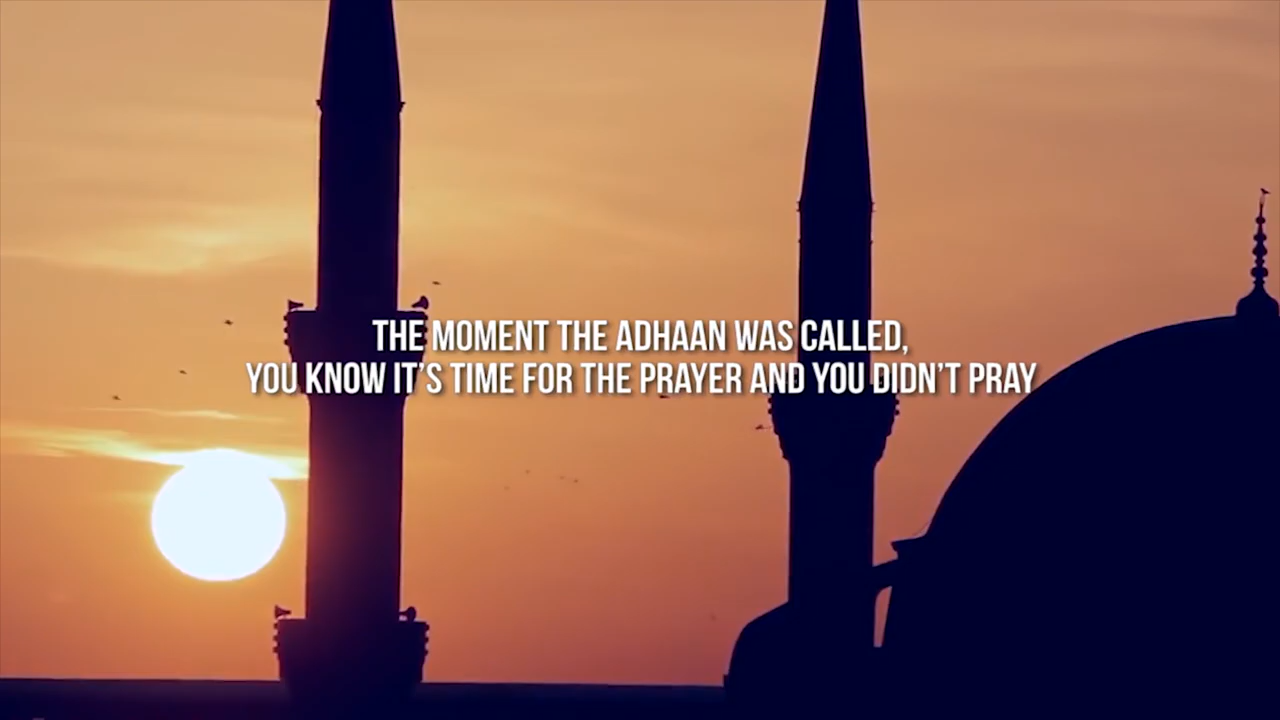 THE MOMENT THE ADHAAN WAS CALLED,
YOU KNOW IT'S TIME FOR THE PRAYER AND YOU DIDN'T PRAY